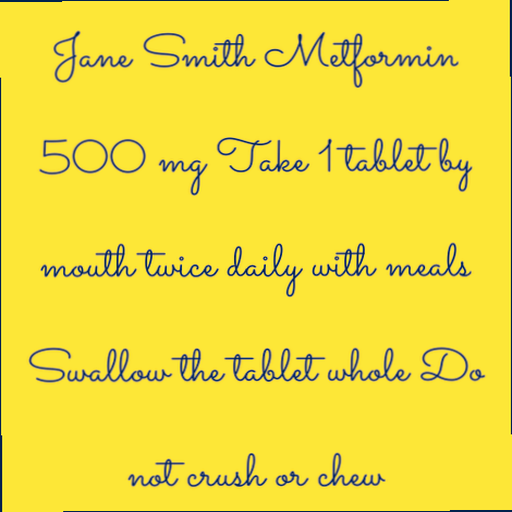 Jane Smith Metformin
500 mg Take 1 tablet by
mouth twice daily with meals
Swallow the tablet whole Do
not crush or chew